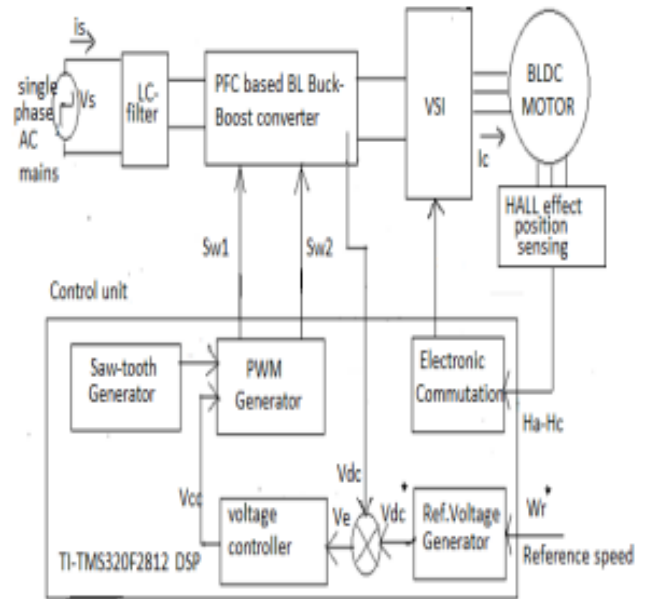 is
single
phase
AC
mains
Vs
LC-
filter
PFC based BL Buck-
Boost converter
VSI
BLDC
MOTOR
Ic
HALL effect
position
sensing
Sw1
Sw2
Control unit
Saw-tooth
Generator
PWM
Generator
Electronic
Commutation
Ha-Hc
Vcc
voltage
controller
Ve
Vdc
Vdc*
Ref.Voltage
Generator
Wr*
Reference speed
TI-TMS320F2812 DSP